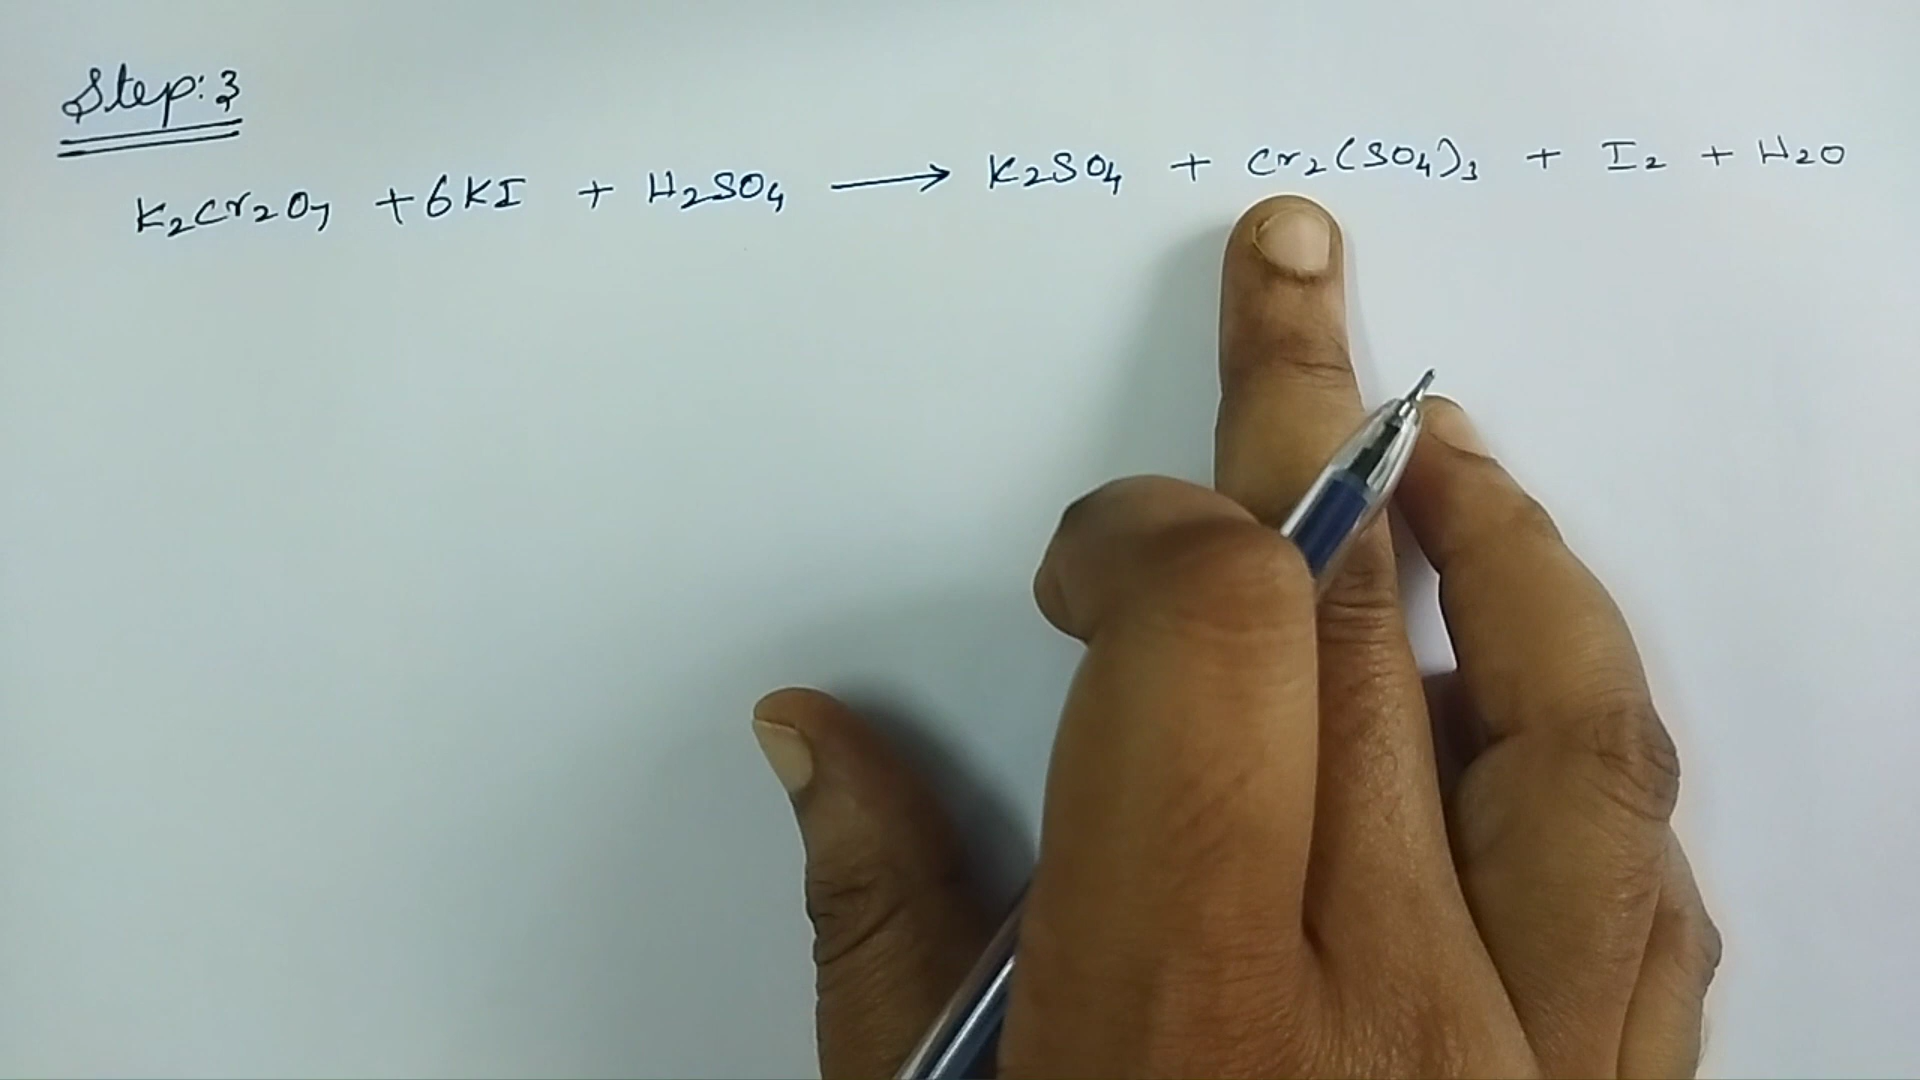 Step:3
K2Cr2O7 +6KI + H2SO4 ⟶ K2SO4 + Cr2(SO4)3 + I2 + H2O